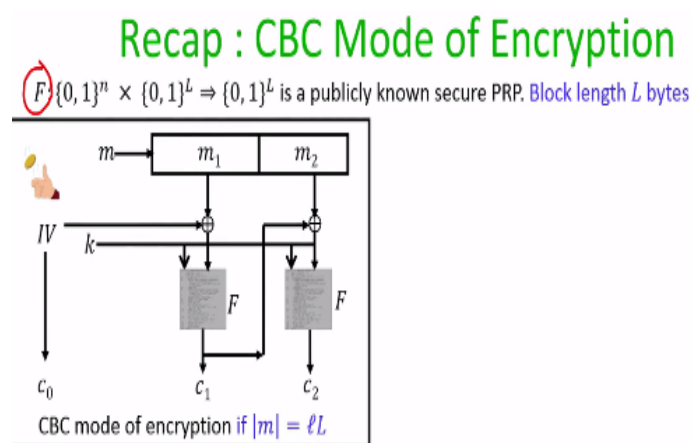 Recap : CBC Mode of Encryption
F: {0, 1}ⁿ × {0, 1}ᴸ ⇒ {0, 1}ᴸ is a publicly known secure PRP. Block length L bytes
m m₁ m₂
IV
k
F F
c₀ c₁ c₂
CBC mode of encryption if |m| = ℓL